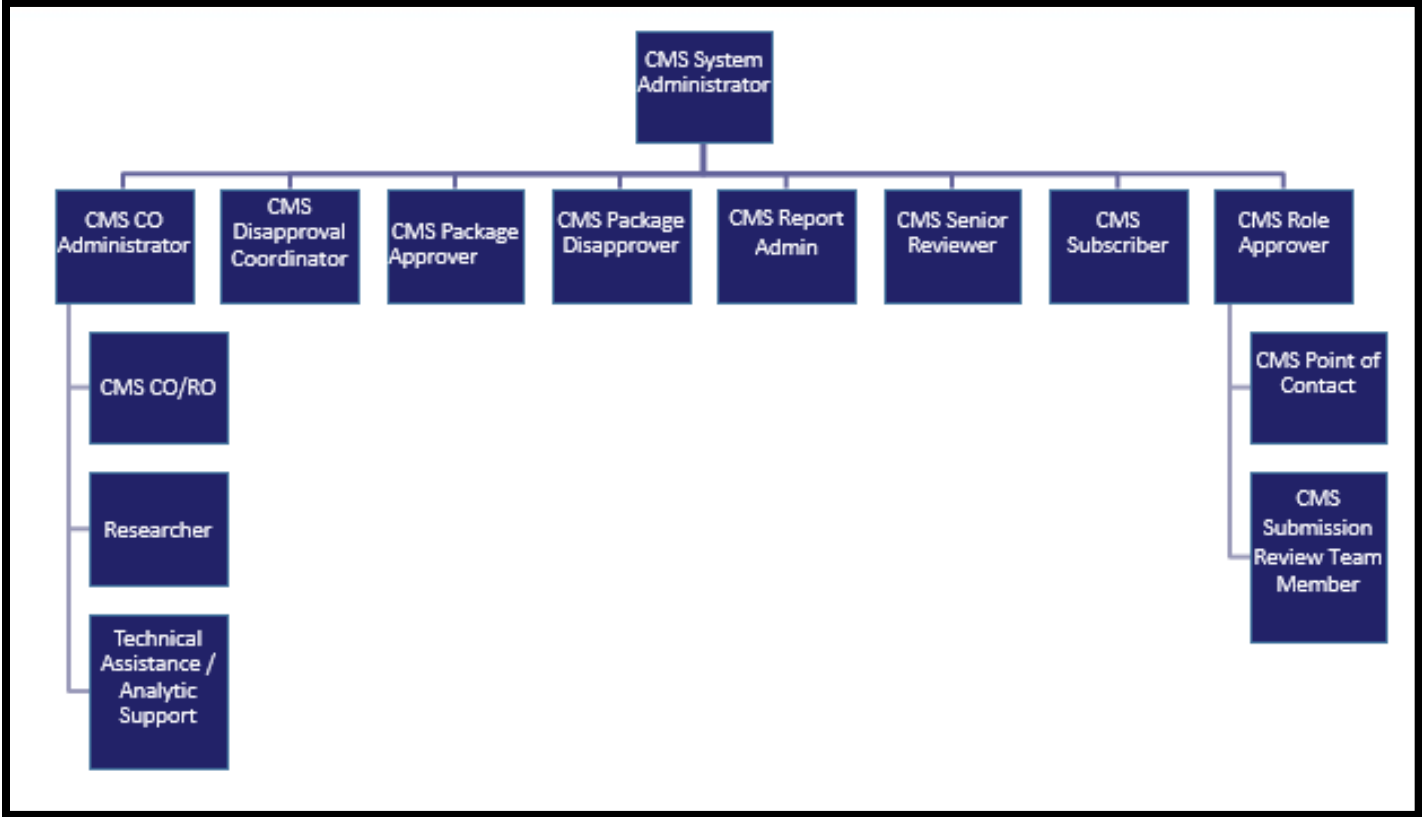 CMS System
Administrator
CMS CO
Administrator
CMS
Disapproval
Coordinator
CMS Package
Approver
CMS Package
Disapprover
CMS Report
Admin
CMS Senior
Reviewer
CMS
Subscriber
CMS Role
Approver
CMS CO/RO
Researcher
Technical
Assistance /
Analytic
Support
CMS Point of
Contact
CMS
Submission
Review Team
Member